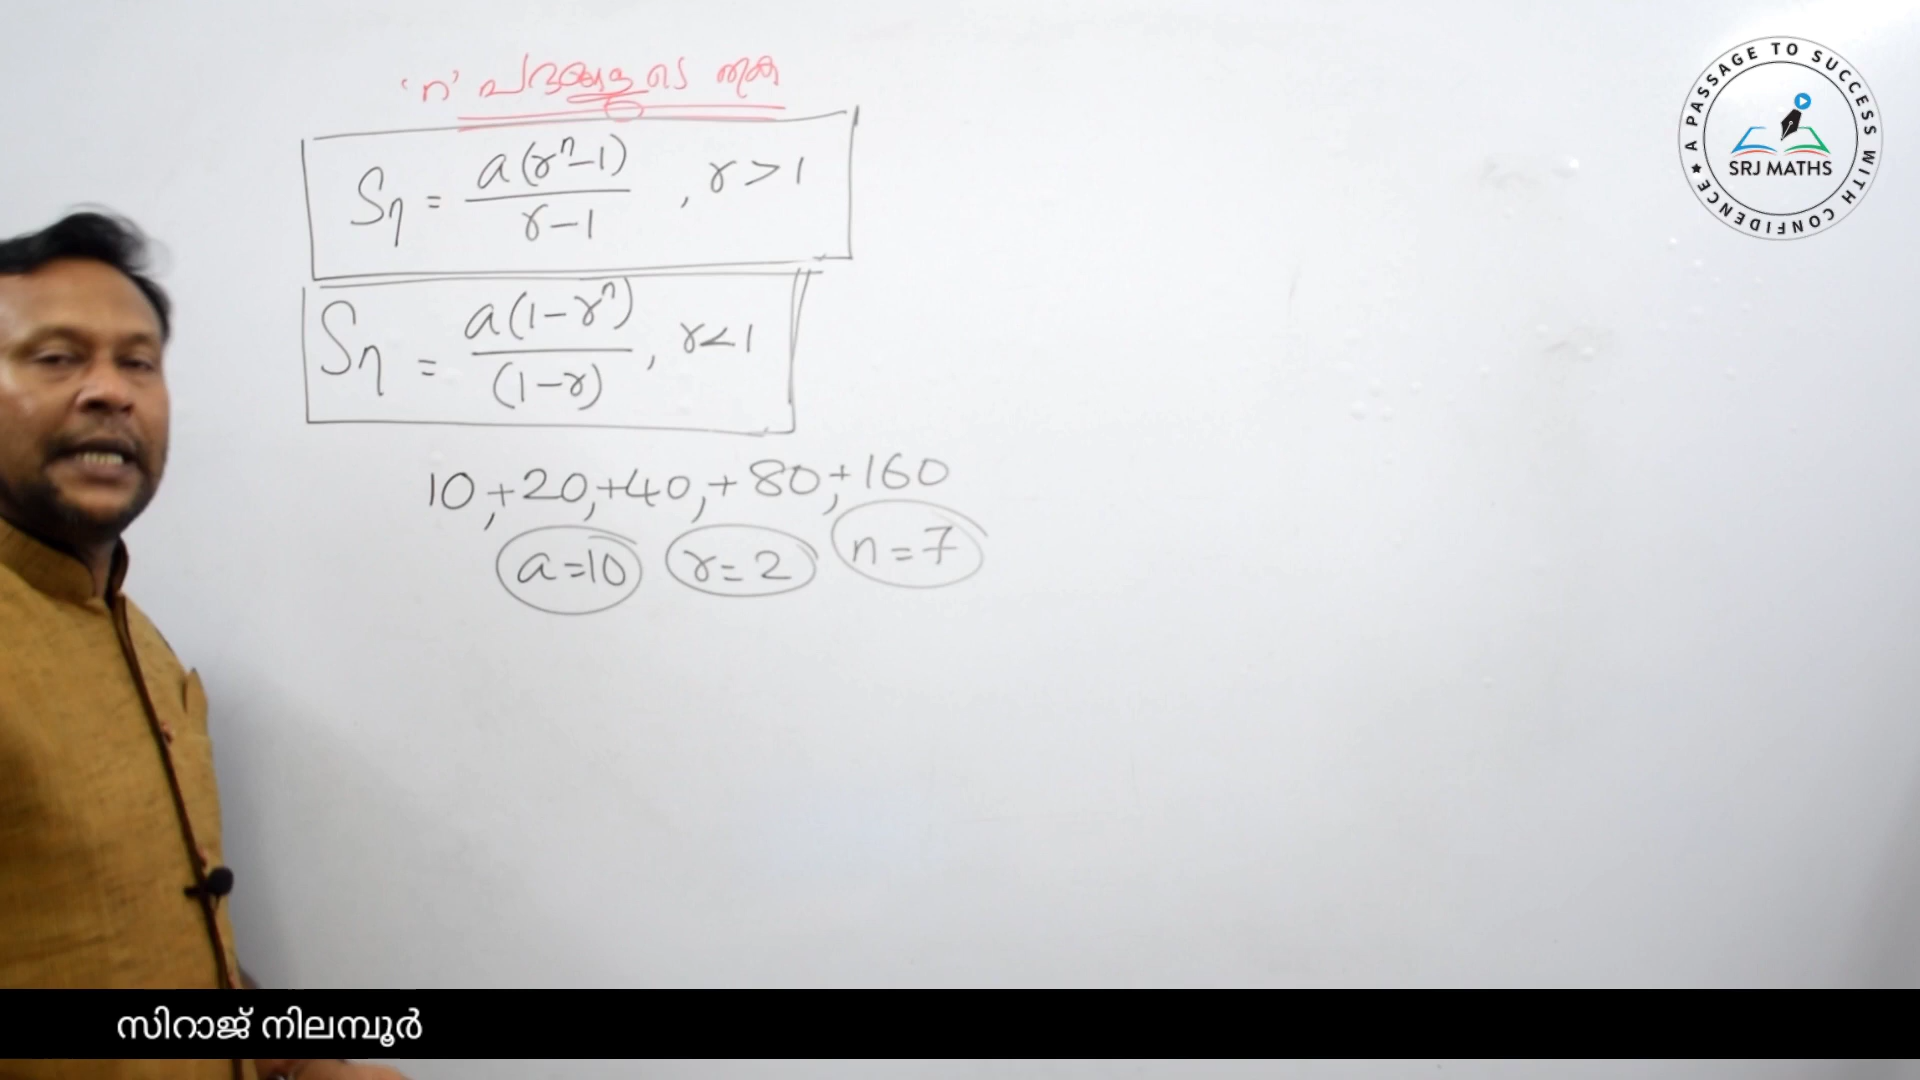 'n' പദങ്ങളുടെ തുക
Sn = a(r^n-1) / r-1 , r > 1
Sn = a(1-r^n) / (1-r) , r < 1
10, +20, +40, + 80, +160
a=10 r=2 n=7
A PASSAGE TO SUCCESS WITH CONFIDENCE
SRJ MATHS
സിറാജ് നിലമ്പൂർ